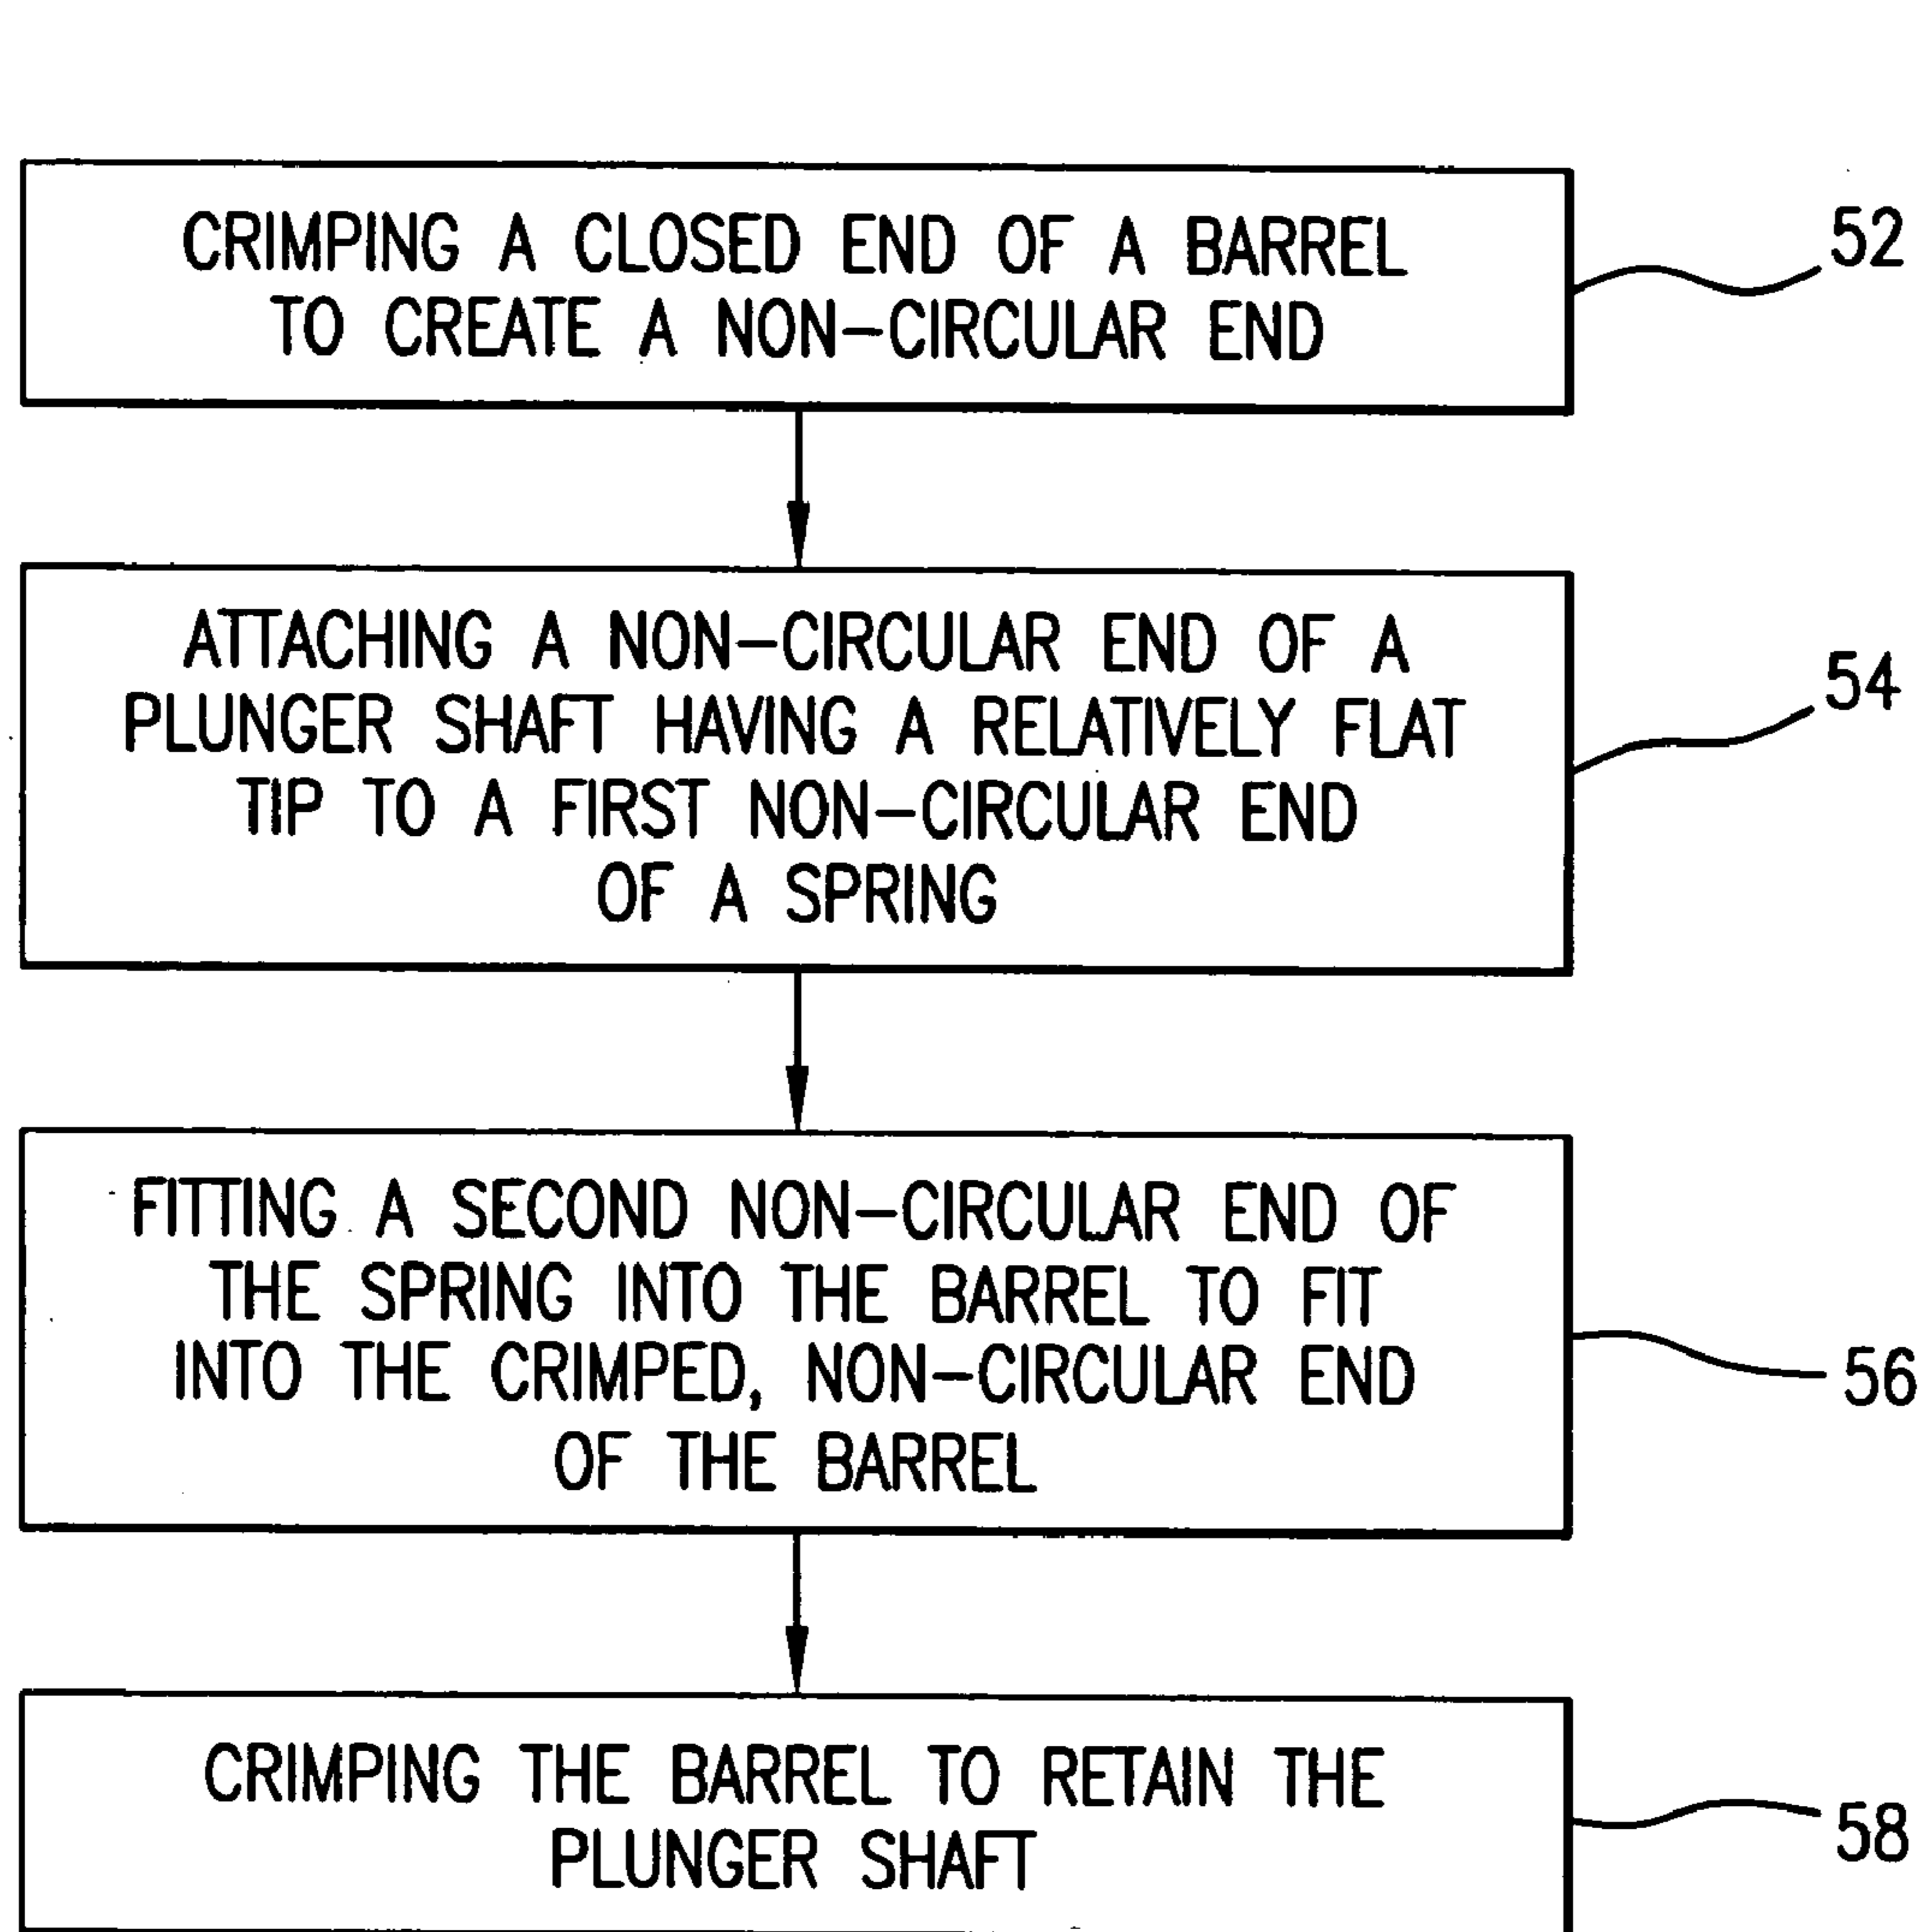 CRIMPING A CLOSED END OF A BARREL
TO CREATE A NON-CIRCULAR END
52
ATTACHING A NON-CIRCULAR END OF A
PLUNGER SHAFT HAVING A RELATIVELY FLAT
TIP TO A FIRST NON-CIRCULAR END
OF A SPRING
54
FITTING A SECOND NON-CIRCULAR END OF
THE SPRING INTO THE BARREL TO FIT
INTO THE CRIMPED, NON-CIRCULAR END
OF THE BARREL
56
CRIMPING THE BARREL TO RETAIN THE
PLUNGER SHAFT
58